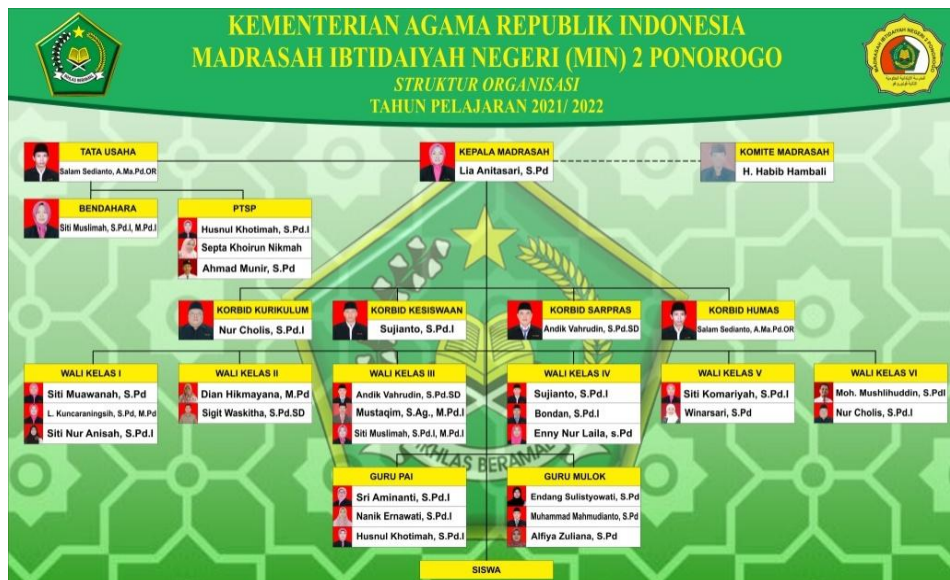 KEMENTERIAN AGAMA REPUBLIK INDONESIA
MADRASAH IBTIDAIYAH NEGERI (MIN) 2 PONOROGO
STRUKTUR ORGANISASI
TAHUN PELAJARAN 2021/ 2022
TATA USAHA
Salam Sedianto, A.Ma.Pd.OR
KEPALA MADRASAH
Lia Anitasari, S.Pd
KOMITE MADRASAH
H. Habib Hambali
BENDAHARA
Siti Muslimah, S.Pd.I, M.Pd.I
PTSP
Husnul Khotimah, S.Pd.I
Septa Khoirun Nikmah
Ahmad Munir, S.Pd
KORBID KURIKULUM
Nur Cholis, S.Pd.I
KORBID KESISWAAN
Sujianto, S.Pd.I
KORBID SARPRAS
Andik Vahrudin, S.Pd.SD
KORBID HUMAS
Salam Sedianto, A.Ma.Pd.OR
WALI KELAS I
Siti Muawanah, S.Pd
L. Kuncaraningsih, S.Pd, M.Pd
Siti Nur Anisah, S.Pd.I
WALI KELAS II
Dian Hikmayana, M.Pd
Sigit Waskitha, S.Pd.SD
WALI KELAS III
Andik Vahrudin, S.Pd.SD
Mustaqim, S.Ag., M.Pd.I
Siti Muslimah, S.Pd.I, M.Pd.I
WALI KELAS IV
Sujianto, S.Pd.I
Bondan, S.Pd.I
Enny Nur Laila, s.Pd
WALI KELAS V
Siti Komariyah, S.Pd.I
Winarsari, S.Pd
WALI KELAS VI
Moh. Mushlihuddin, S.PdI
Nur Cholis, S.Pd.I
IKHLAS BERAMAL
GURU PAI
Sri Aminanti, S.Pd.I
Nanik Ernawati, S.Pd.I
Husnul Khotimah, S.Pd.I
GURU MULOK
Endang Sulistyowati, S.Pd
Muhammad Mahmudianto, S.Pd
Alfiya Zuliana, S.Pd
SISWA